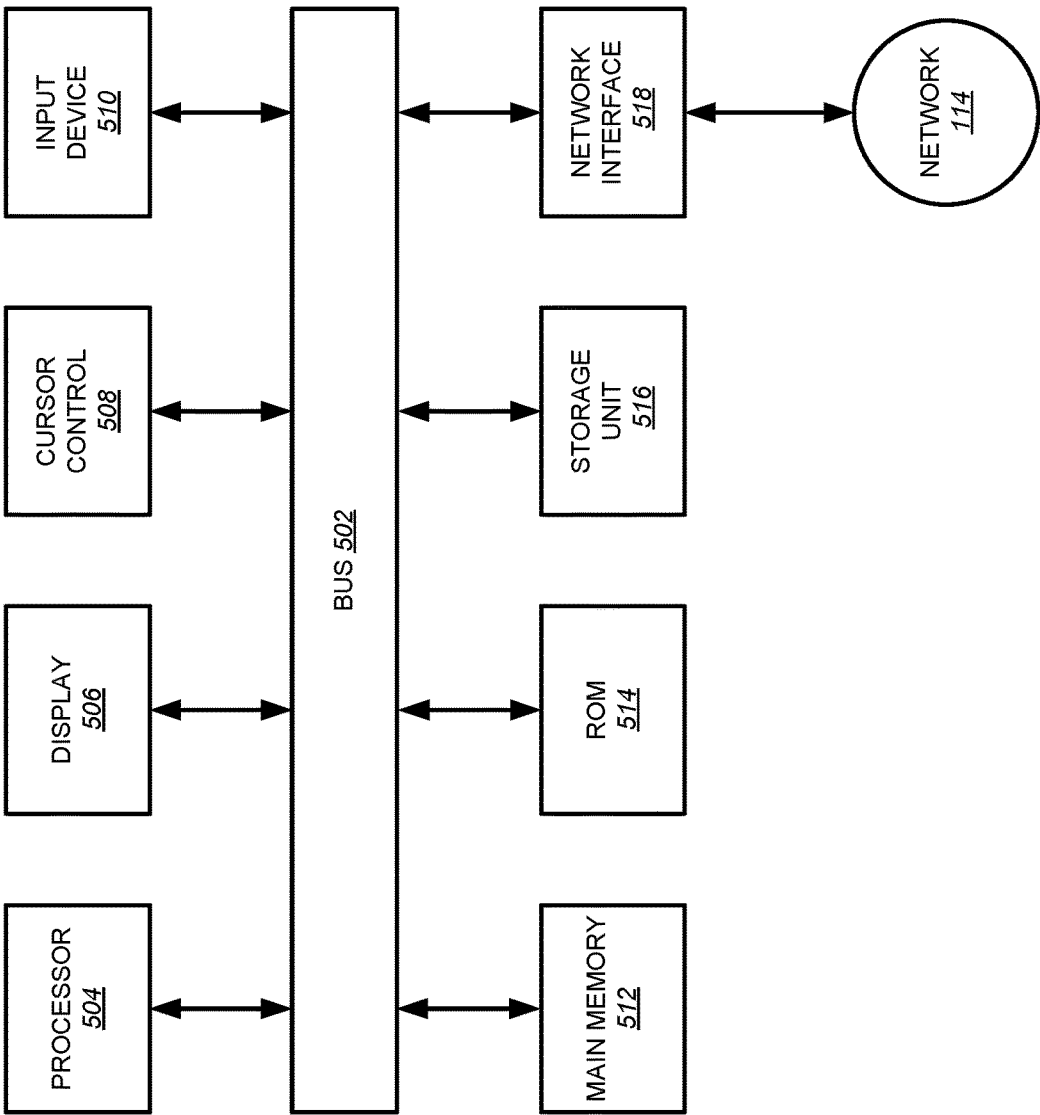 PROCESSOR
504
DISPLAY
506
CURSOR
CONTROL
508
INPUT
DEVICE
510
BUS 502
MAIN MEMORY
512
ROM
514
STORAGE
UNIT
516
NETWORK
INTERFACE
518
NETWORK
114